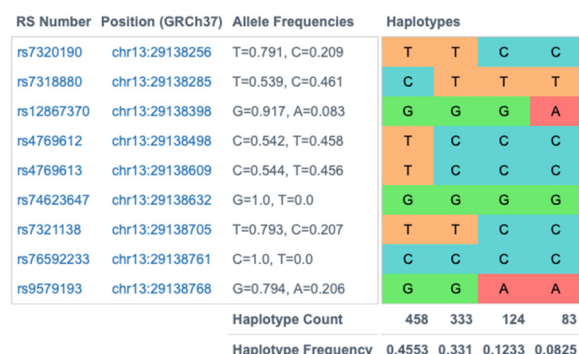 RS Number Position (GRCh37) Allele Frequencies Haplotypes
rs7320190 chr13:29138256 T=0.791, C=0.209 T T C C
rs7318880 chr13:29138285 T=0.539, C=0.461 C T T T
rs12867370 chr13:29138398 G=0.917, A=0.083 G G G A
rs4769612 chr13:29138498 C=0.542, T=0.458 T C C C
rs4769613 chr13:29138609 C=0.544, T=0.456 T C C C
rs74623647 chr13:29138632 G=1.0, T=0.0 G G G G
rs7321138 chr13:29138705 T=0.793, C=0.207 T T C C
rs76592233 chr13:29138761 C=1.0, T=0.0 C C C C
rs9579193 chr13:29138768 G=0.794, A=0.206 G G A A
Haplotype Count 458 333 124 83
Haplotype Frequency 0.4553 0.331 0.1233 0.0825